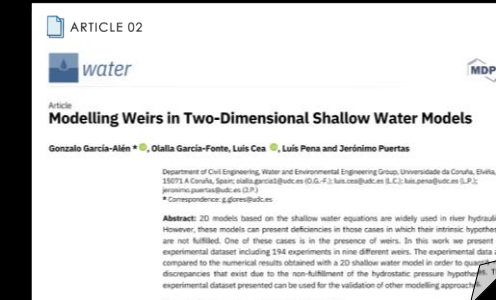 ARTICLE 02
water
MDP
Article
Modelling Weirs in Two-Dimensional Shallow Water Models
Gonzalo García-Alén *, Olalla García-Fonte, Luis Cea, Luís Pena and Jerónimo Puertas
Department of Civil Engineering, Water and Environmental Engineering Group, Universidade da Coruña, Elviña,
15071 A Coruña, Spain; olalla.garcia1@udc.es (O.G.-F.); luis.cea@udc.es (L.C.); luis.pena@udc.es (L.P.);
jeronimo.puertas@udc.es (J.P.)
* Correspondence: g.glores@udc.es
Abstract: 2D models based on the shallow water equations are widely used in river hydrauli
However, these models can present deficiencies in those cases in which their intrinsic hypothes
are not fulfilled. One of these cases is in the presence of weirs. In this work we present
experimental dataset including 194 experiments in nine different weirs. The experimental data a
compared to the numerical results obtained with a 2D shallow water model in order to quant
discrepancies that exist due to the non-fulfillment of the hydrostatic pressure hypothes
experimental dataset presented can be used for the validation of other modelling approach